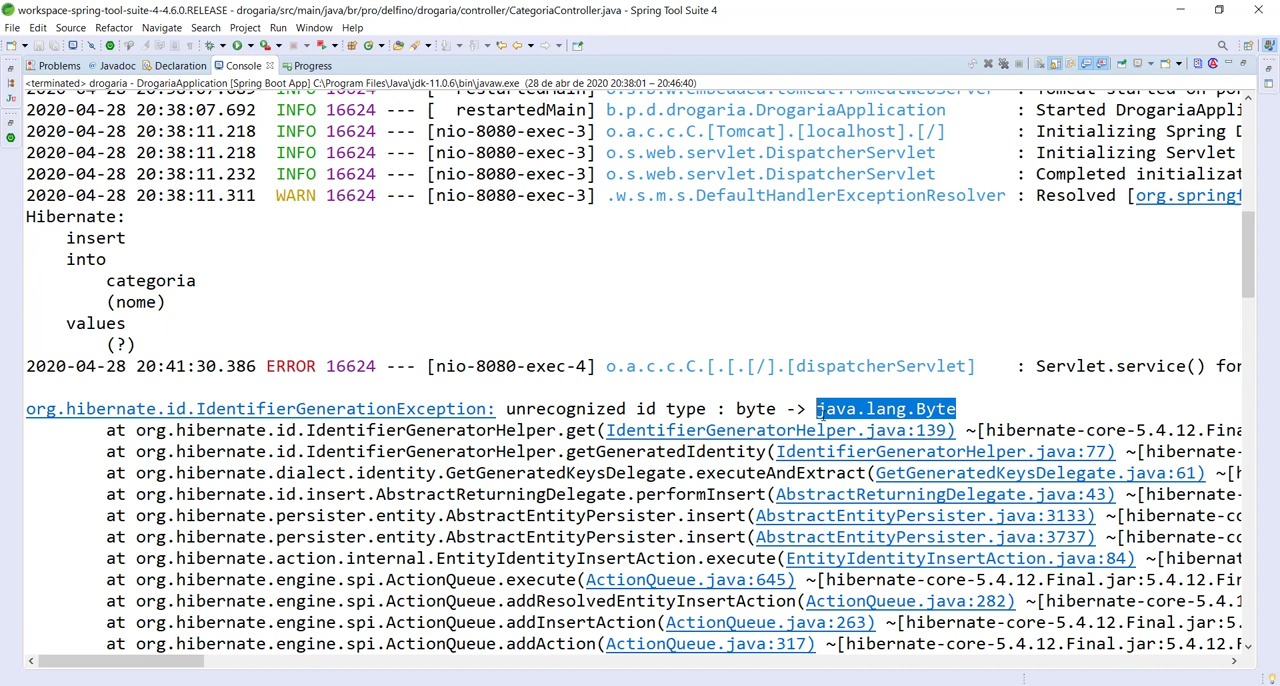 workspace-spring-tool-suite-4-4.6.0.RELEASE - drogaria/src/main/java/br/pro/delfino/drogaria/controller/CategoriaController.java - Spring Tool Suite 4
File Edit Source Refactor Navigate Search Project Run Window Help
Problems Javadoc Declaration Console Progress
<terminated> drogaria - DrogariaApplication [Spring Boot App] C:\Program Files\Java\jdk-11.0.6\bin\javaw.exe (28 de abr de 2020 20:38:01 – 20:46:40)
2020-04-28 20:38:07.692 INFO 16624 --- [ restartedMain] b.p.d.drogaria.DrogariaApplication : Started DrogariaAppli
2020-04-28 20:38:11.218 INFO 16624 --- [nio-8080-exec-3] o.a.c.c.C.[Tomcat].[localhost].[/] : Initializing Spring D
2020-04-28 20:38:11.218 INFO 16624 --- [nio-8080-exec-3] o.s.web.servlet.DispatcherServlet : Initializing Servlet
2020-04-28 20:38:11.232 INFO 16624 --- [nio-8080-exec-3] o.s.web.servlet.DispatcherServlet : Completed initializat
2020-04-28 20:38:11.311 WARN 16624 --- [nio-8080-exec-3] .w.s.m.s.DefaultHandlerExceptionResolver : Resolved [org.springf
Hibernate:
insert
into
categoria
(nome)
values
(?)
2020-04-28 20:41:30.386 ERROR 16624 --- [nio-8080-exec-4] o.a.c.c.C.[.[.[/].[dispatcherServlet] : Servlet.service() for
org.hibernate.id.IdentifierGenerationException: unrecognized id type : byte -> java.lang.Byte
at org.hibernate.id.IdentifierGeneratorHelper.get(IdentifierGeneratorHelper.java:139) ~[hibernate-core-5.4.12.Fina
at org.hibernate.id.IdentifierGeneratorHelper.getGeneratedIdentity(IdentifierGeneratorHelper.java:77) ~[hibernate-
at org.hibernate.dialect.identity.GetGeneratedKeysDelegate.executeAndExtract(GetGeneratedKeysDelegate.java:61) ~[h
at org.hibernate.id.insert.AbstractReturningDelegate.performInsert(AbstractReturningDelegate.java:43) ~[hibernate-
at org.hibernate.persister.entity.AbstractEntityPersister.insert(AbstractEntityPersister.java:3133) ~[hibernate-co
at org.hibernate.persister.entity.AbstractEntityPersister.insert(AbstractEntityPersister.java:3737) ~[hibernate-co
at org.hibernate.action.internal.EntityIdentityInsertAction.execute(EntityIdentityInsertAction.java:84) ~[hibernat
at org.hibernate.engine.spi.ActionQueue.execute(ActionQueue.java:645) ~[hibernate-core-5.4.12.Final.jar:5.4.12.Fin
at org.hibernate.engine.spi.ActionQueue.addResolvedEntityInsertAction(ActionQueue.java:282) ~[hibernate-core-5.4.1
at org.hibernate.engine.spi.ActionQueue.addInsertAction(ActionQueue.java:263) ~[hibernate-core-5.4.12.Final.jar:5.
at org.hibernate.engine.spi.ActionQueue.addAction(ActionQueue.java:317) ~[hibernate-core-5.4.12.Final.jar:5.4.12.F